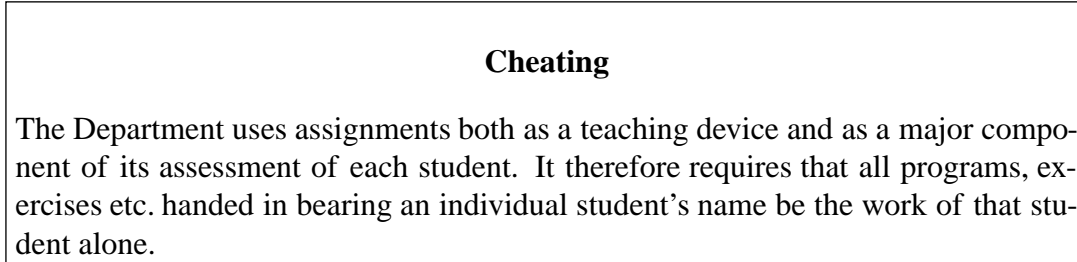 Cheating
The Department uses assignments both as a teaching device and as a major compo-
nent of its assessment of each student. It therefore requires that all programs, ex-
ercises etc. handed in bearing an individual student's name be the work of that stu-
dent alone.